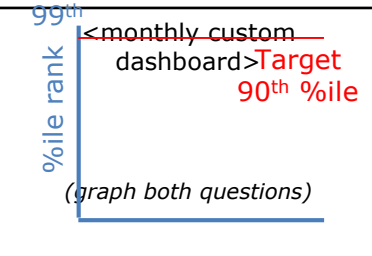 99th
<monthly custom
dashboard>
Target
90th %ile
%ile rank
(graph both questions)